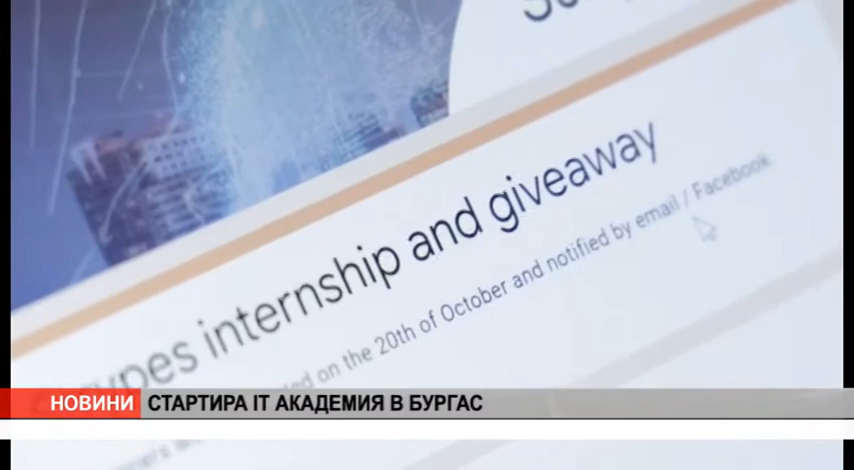 internship and giveaway
on the 20th of October and notified by email / Facebook.
НОВИНИ СТАРТИРА IT АКАДЕМИЯ В БУРГАС